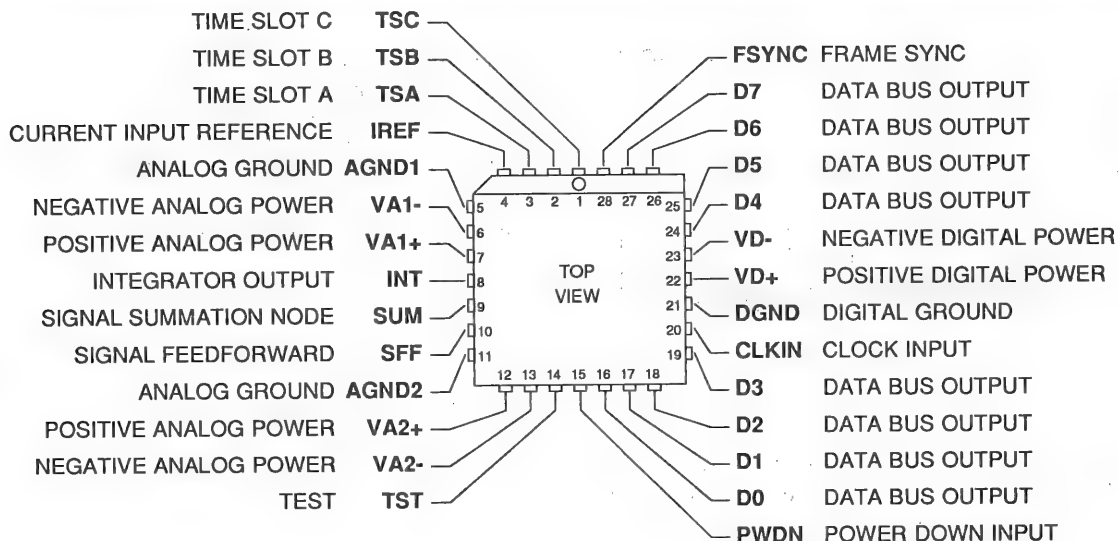 TIME SLOT C TSC
TIME SLOT B TSB
TIME SLOT A TSA
CURRENT INPUT REFERENCE IREF
ANALOG GROUND AGND1
NEGATIVE ANALOG POWER VA1-
POSITIVE ANALOG POWER VA1+
INTEGRATOR OUTPUT INT
SIGNAL SUMMATION NODE SUM
SIGNAL FEEDFORWARD SFF
ANALOG GROUND AGND2
POSITIVE ANALOG POWER VA2+
NEGATIVE ANALOG POWER VA2-
TEST TST
4 3 2 1 28 27 26
5
6
7
8
9
10
11
TOP
VIEW
25
24
23
22
21
20
19
12 13 14 15 16 17 18
FSYNC FRAME SYNC
D7 DATA BUS OUTPUT
D6 DATA BUS OUTPUT
D5 DATA BUS OUTPUT
D4 DATA BUS OUTPUT
VD- NEGATIVE DIGITAL POWER
VD+ POSITIVE DIGITAL POWER
DGND DIGITAL GROUND
CLKIN CLOCK INPUT
D3 DATA BUS OUTPUT
D2 DATA BUS OUTPUT
D1 DATA BUS OUTPUT
D0 DATA BUS OUTPUT
PWDN POWER DOWN INPUT